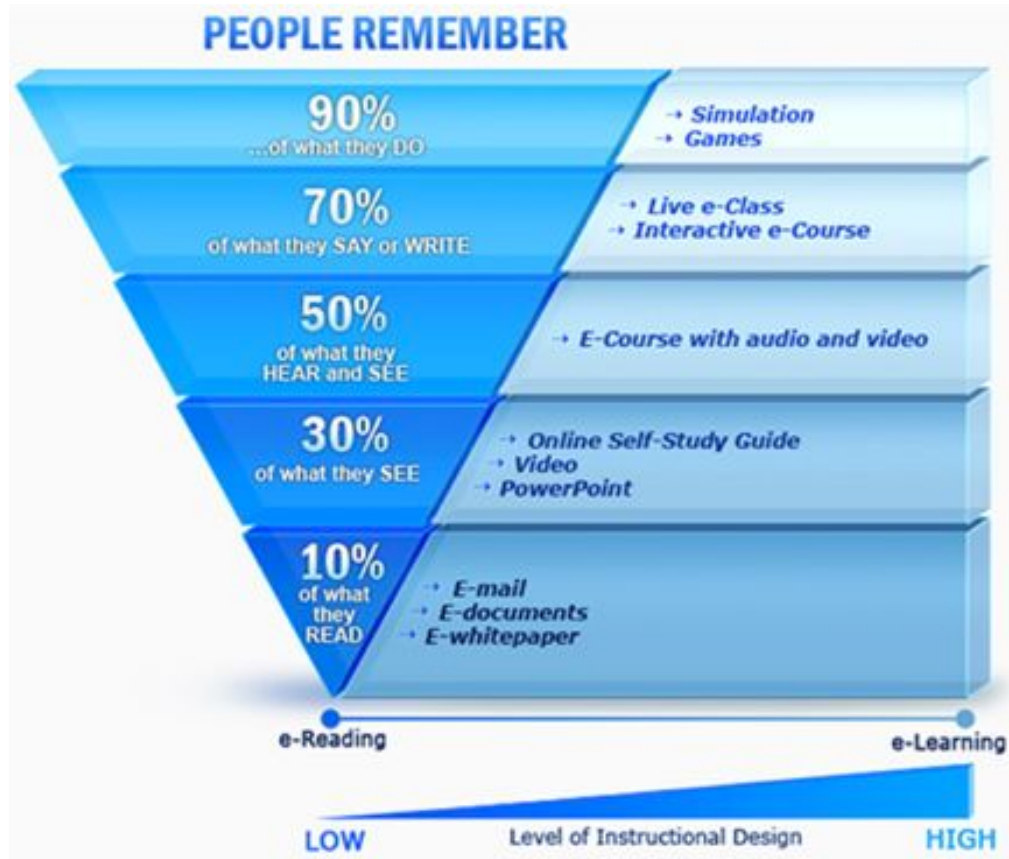 PEOPLE REMEMBER
90%
...of what they DO
→ Simulation
→ Games
70%
of what they SAY or WRITE
→ Live e-Class
→ Interactive e-Course
50%
of what they
HEAR and SEE
→ E-Course with audio and video
30%
of what they SEE
→ Online Self-Study Guide
→ Video
→ PowerPoint
10%
of what
they
READ
→ E-mail
→ E-documents
→ E-whitepaper
e-Reading
e-Learning
LOW
Level of Instructional Design
HIGH